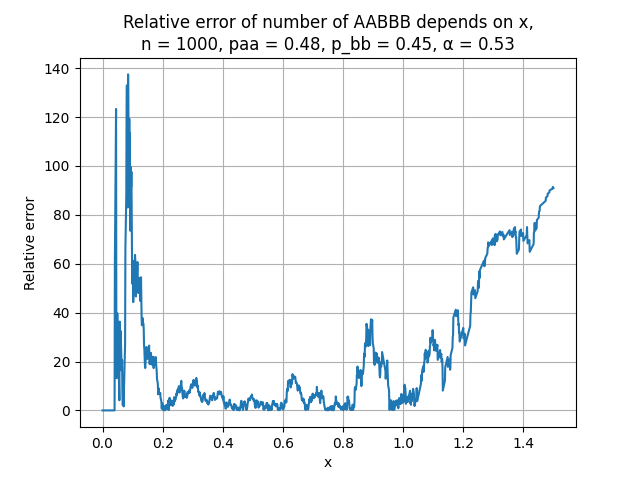 Relative error of number of AABBB depends on x,
n = 1000, paa = 0.48, p_bb = 0.45, α = 0.53
140
120
100
80
60
40
20
0
Relative error
0.0 0.2 0.4 0.6 0.8 1.0 1.2 1.4
x